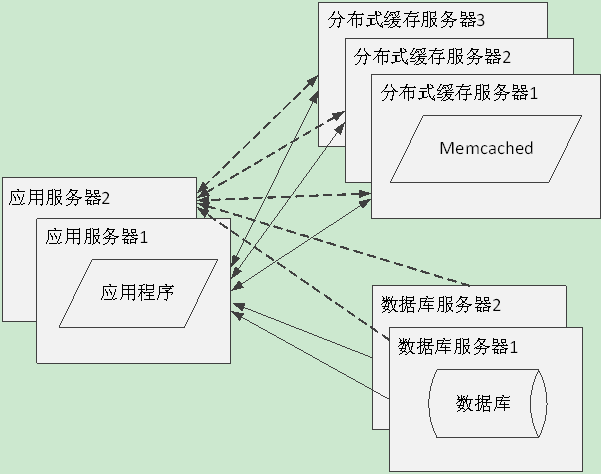 分布式缓存服务器3
分布式缓存服务器2
分布式缓存服务器1
Memcached
应用服务器2
应用服务器1
应用程序
数据库服务器2
数据库服务器1
数据库